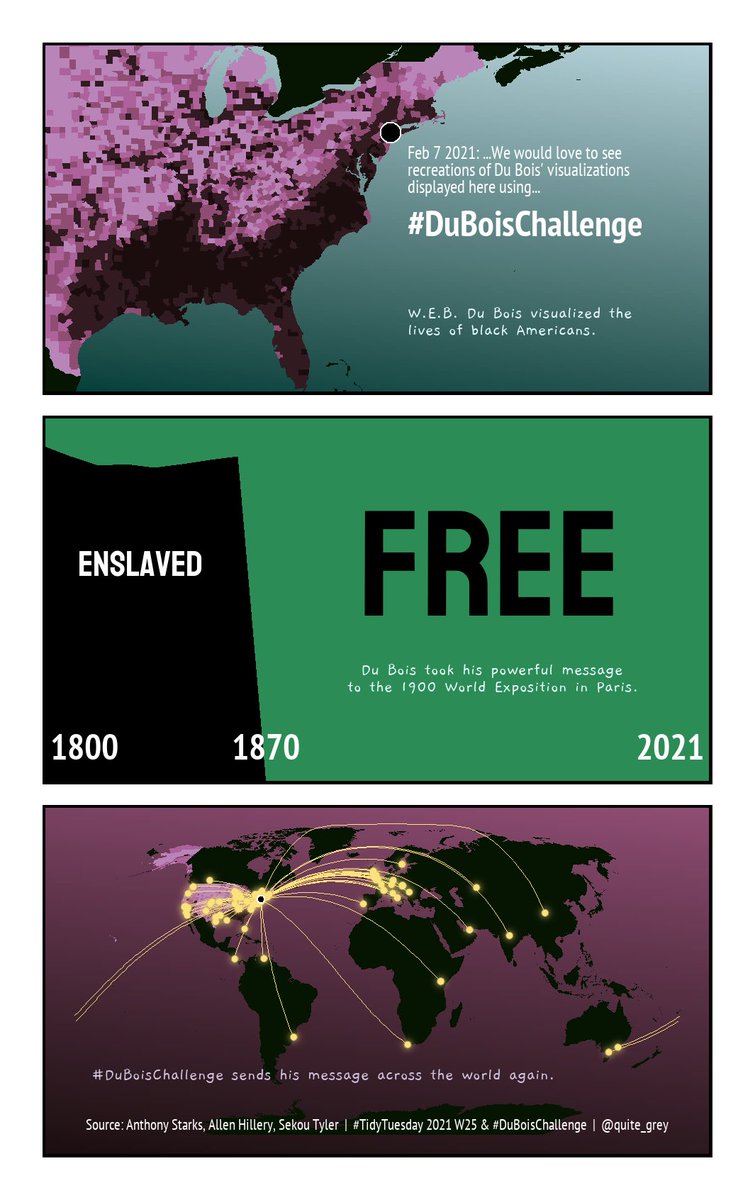 Feb 7 2021: ...We would love to see
recreations of Du Bois' visualizations
displayed here using...
#DuBoisChallenge
W.E.B. Du Bois visualized the
lives of black Americans.
ENSLAVED
FREE
Du Bois took his powerful message
to the 1900 World Exposition in Paris.
1800 1870 2021
#DuBoisChallenge sends his message across the world again.
Source: Anthony Starks, Allen Hillery, Sekou Tyler | #TidyTuesday 2021 W25 & #DuBoisChallenge | @quite_grey